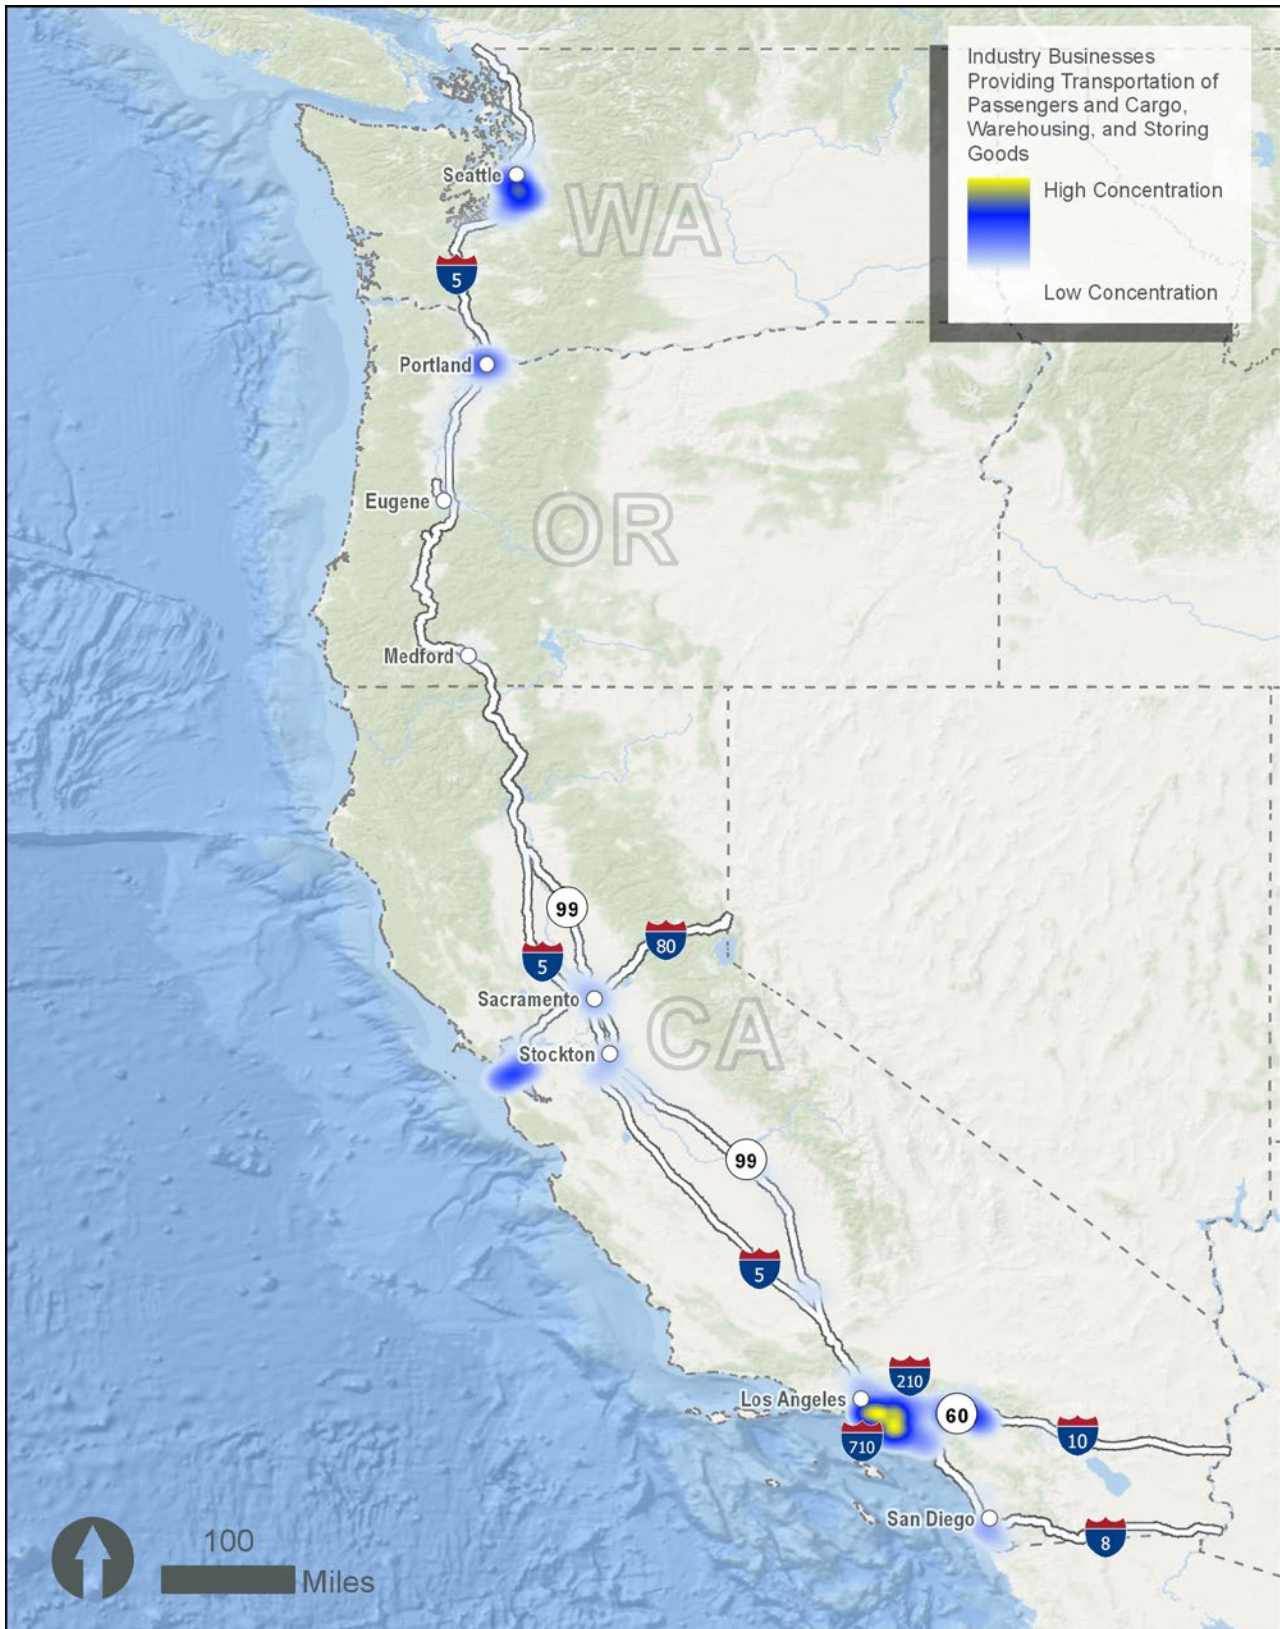 Industry Businesses
Providing Transportation of
Passengers and Cargo,
Warehousing, and Storing
Goods
High Concentration
Low Concentration
Seattle
WA
5
Portland
Eugene
OR
Medford
99
80
5
Sacramento
CA
Stockton
99
5
210
Los Angeles
60
710
10
San Diego
8
100
Miles